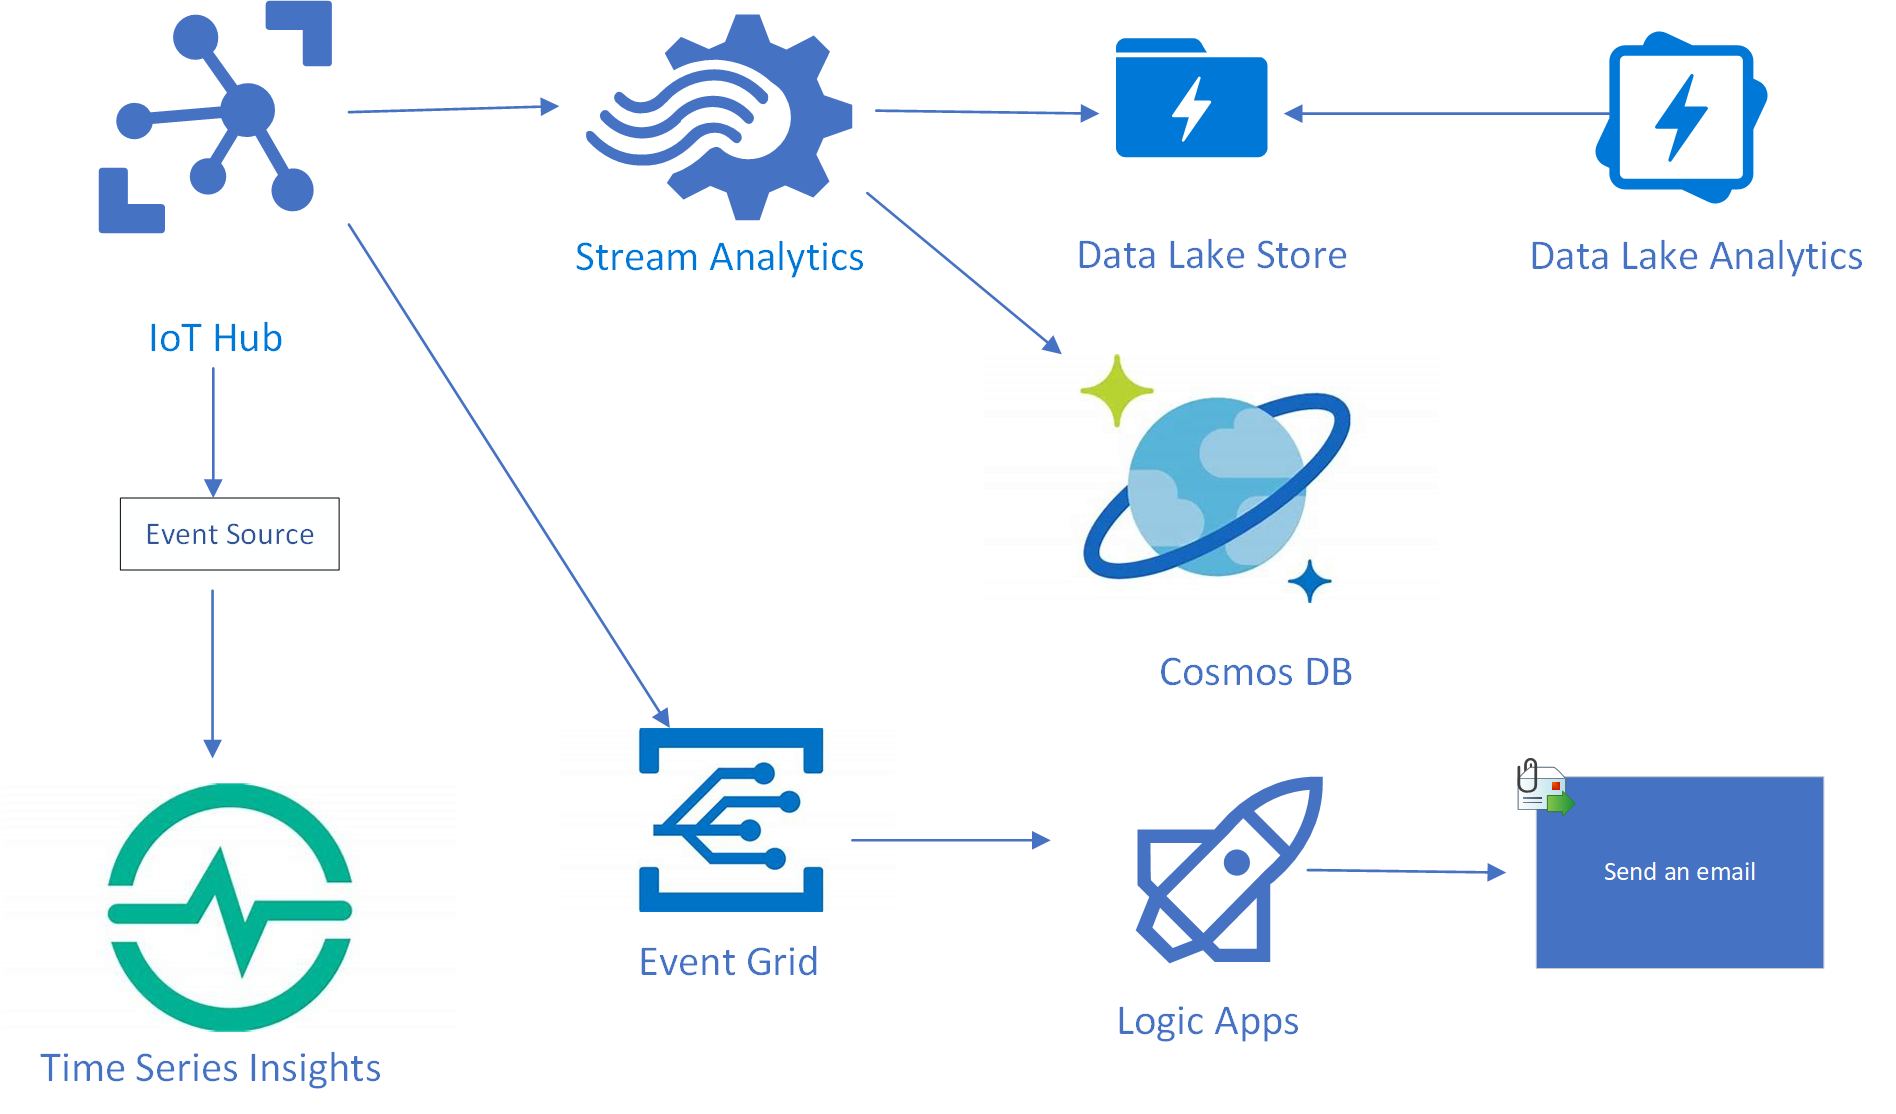 Stream Analytics
Data Lake Store
Data Lake Analytics
IoT Hub
Event Source
Cosmos DB
Send an email
Event Grid
Logic Apps
Time Series Insights